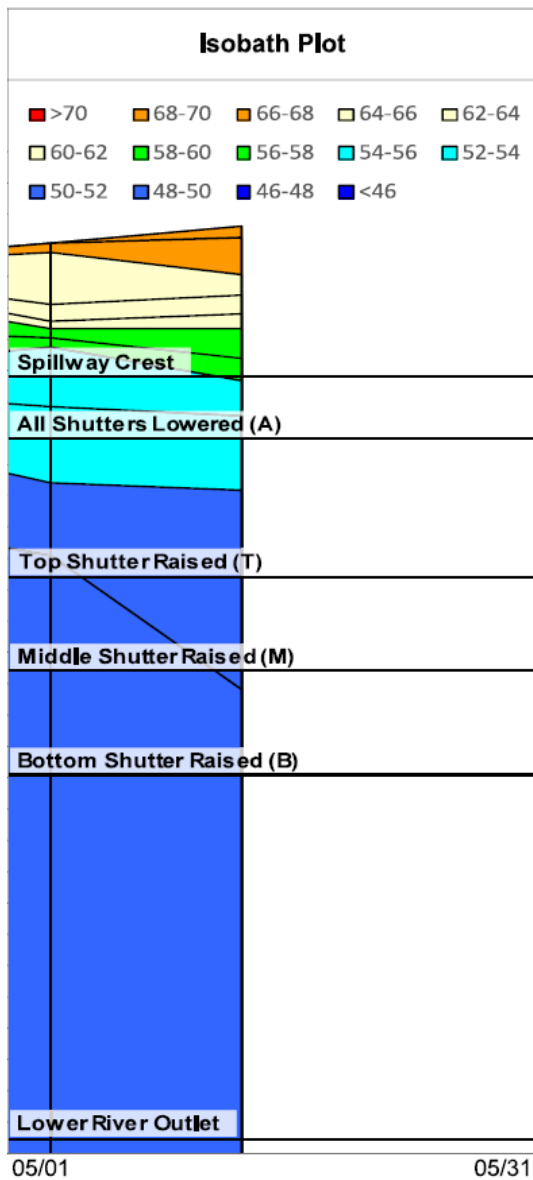 Isobath Plot
>70 68-70 66-68 64-66 62-64
60-62 58-60 56-58 54-56 52-54
50-52 48-50 46-48 <46
Spillway Crest
All Shutters Lowered (A)
Top Shutter Raised (T)
Middle Shutter Raised (M)
Bottom Shutter Raised (B)
Lower River Outlet
05/01 05/31